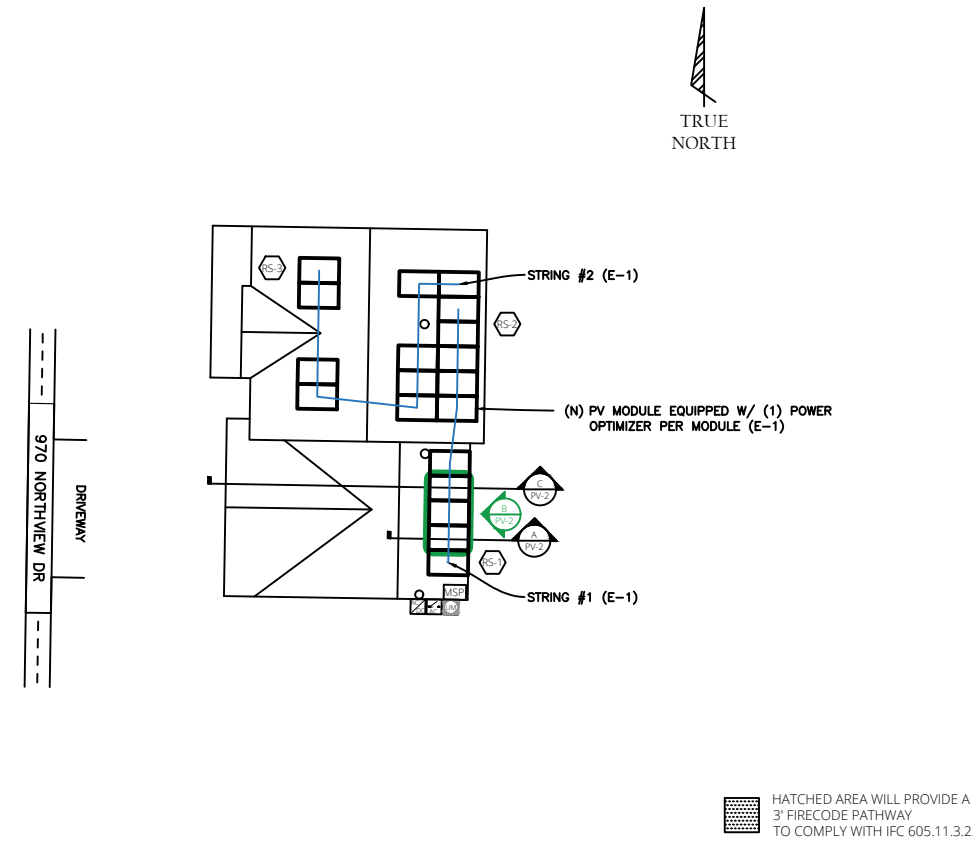 TRUE
NORTH
RS-3
STRING #2 (E-1)
RS-2
(N) PV MODULE EQUIPPED W/ (1) POWER
OPTIMIZER PER MODULE (E-1)
970 NORTHVIEW DR
DRIVEWAY
C
PV-2
B
PV-2
A
PV-2
RS-1
MSP
UM
STRING #1 (E-1)
HATCHED AREA WILL PROVIDE A
3' FIRECODE PATHWAY
TO COMPLY WITH IFC 605.11.3.2